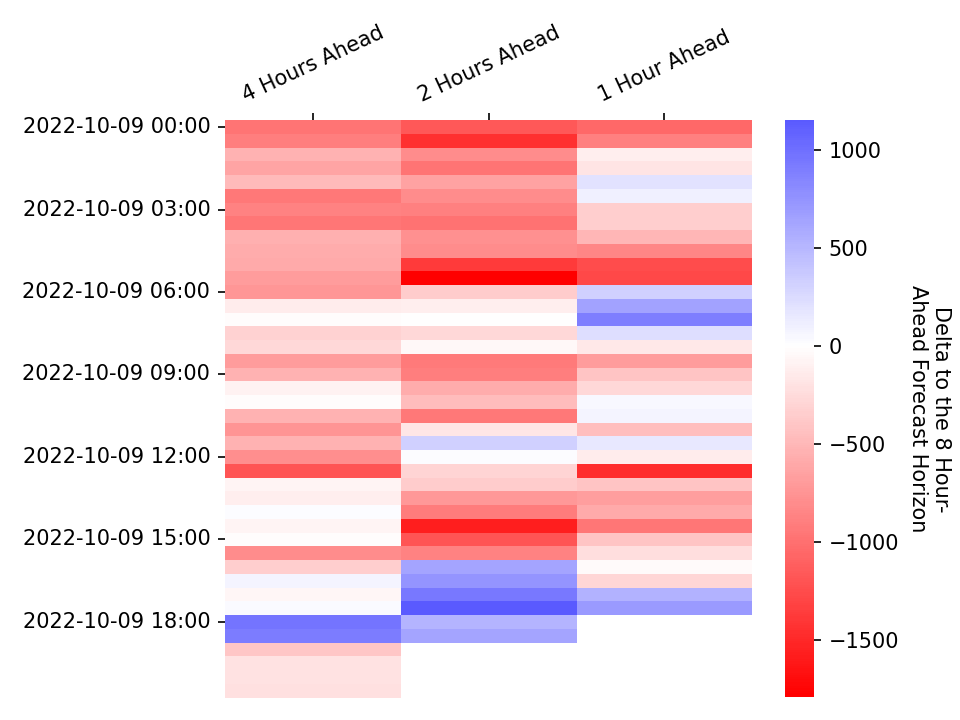 4 Hours Ahead
2 Hours Ahead
1 Hour Ahead
2022-10-09 00:00
2022-10-09 03:00
2022-10-09 06:00
2022-10-09 09:00
2022-10-09 12:00
2022-10-09 15:00
2022-10-09 18:00
1000
500
0
−500
−1000
−1500
Delta to the 8 Hour-
Ahead Forecast Horizon